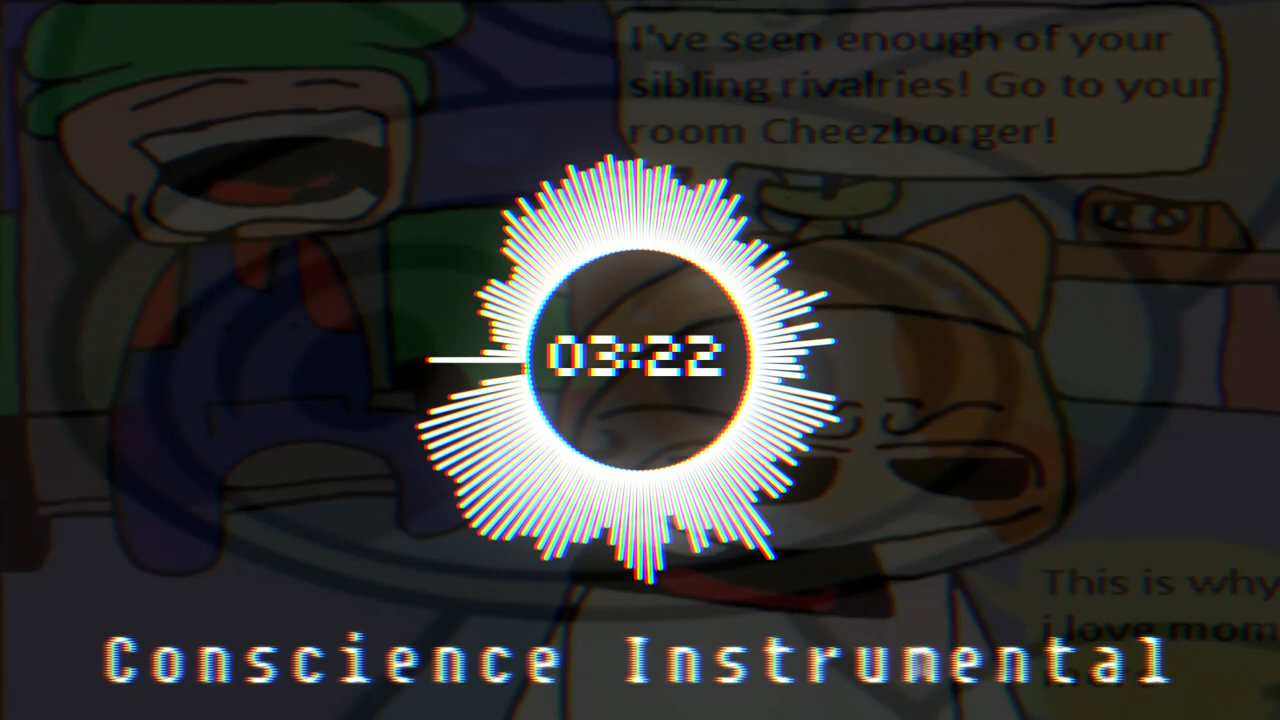 I've seen enough of your
sibling rivalries! Go to your
room Cheezborger!
03:22
This is why
i love mom
more
Conscience Instrumental